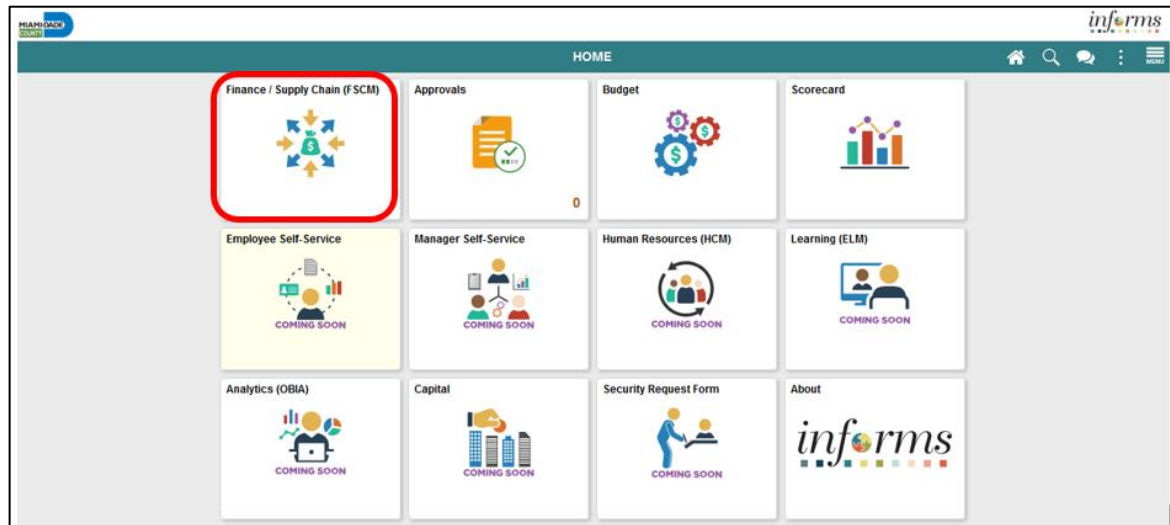 MIAMI-DADE
COUNTY
informs
HOME
MENU
Finance / Supply Chain (FSCM)
Approvals
Budget
Scorecard
$
$
$
0
Employee Self-Service
Manager Self-Service
Human Resources (HCM)
Learning (ELM)
COMING SOON
COMING SOON
COMING SOON
COMING SOON
Analytics (OBIA)
Capital
Security Request Form
About
informs
COMING SOON
COMING SOON
COMING SOON